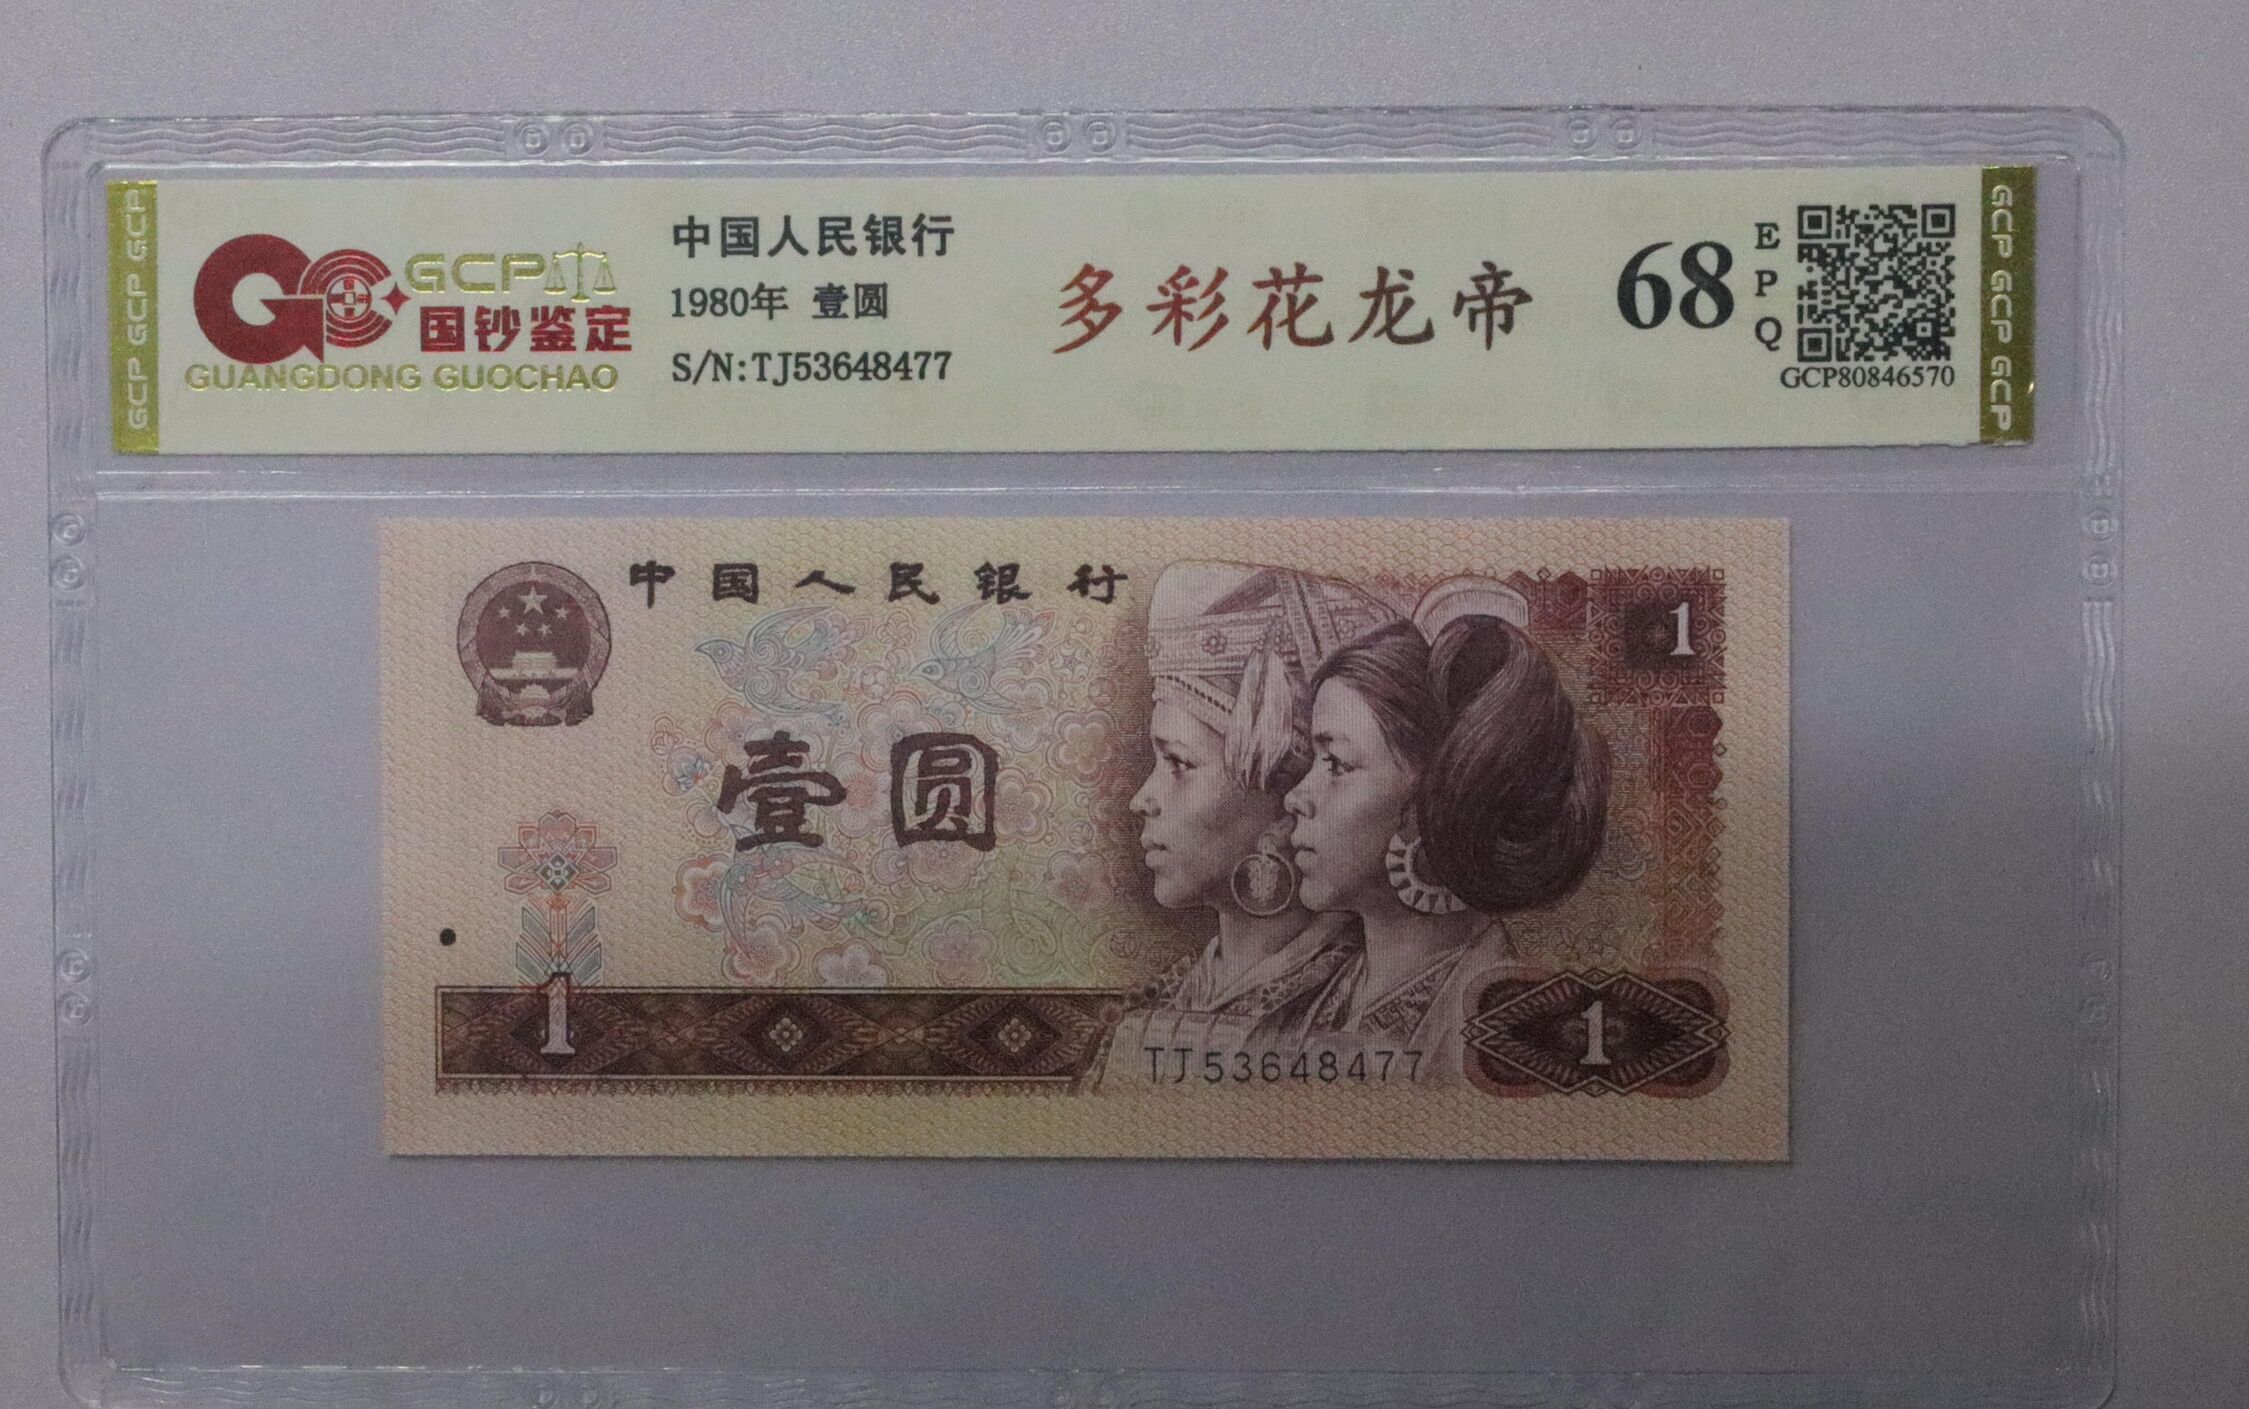 GCP GCP GCP
GCP
国钞鉴定
GUANGDONG GUOCHAO
中国人民银行
1980年 壹圆
S/N:TJ53648477
多彩花龙帝
68
EPQ
GCP80846570
GCP GCP GCP
中国人民银行
1
壹圆
1
1
TJ53648477